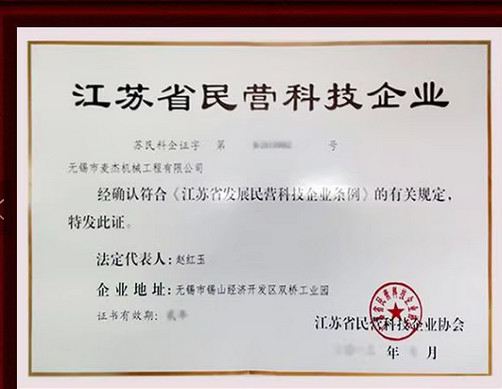 江苏省民营科技企业
苏民科企证字 第 号
无锡市麦杰机械工程有限公司
经确认符合《江苏省发展民营科技企业条例》的有关规定，
特发此证。
法定代表人：赵红玉
企业地址：无锡市锡山经济开发区双桥工业园
证书有效期：贰年
江苏省民营科技企业协会
年 月